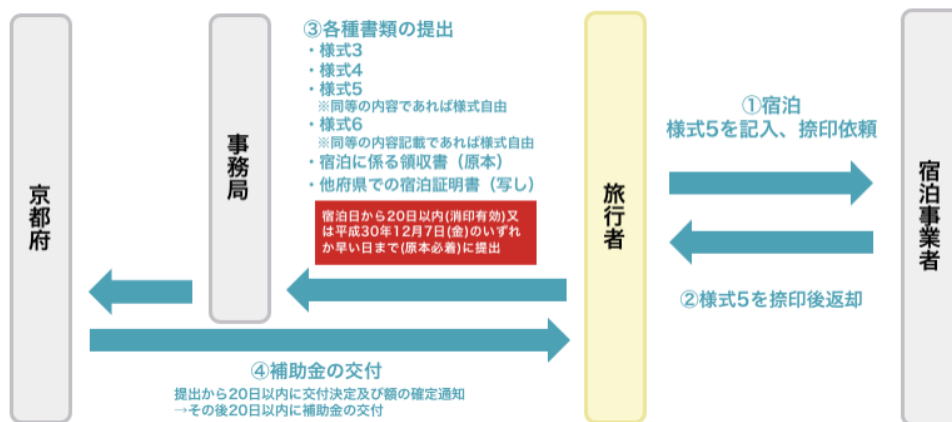 京都府
事務局
③各種書類の提出
・様式3
・様式4
・様式5
※同等の内容であれば様式自由
・様式6
※同等の内容記載であれば様式自由
・宿泊に係る領収書（原本）
・他府県での宿泊証明書（写し）
宿泊日から20日以内(消印有効)又
は平成30年12月7日(金)のいずれ
か早い日まで(原本必着)に提出
旅行者
①宿泊
様式5を記入、捺印依頼
②様式5を捺印後返却
宿泊事業者
④補助金の交付
提出から20日以内に交付決定及び額の確定通知
→その後20日以内に補助金の交付